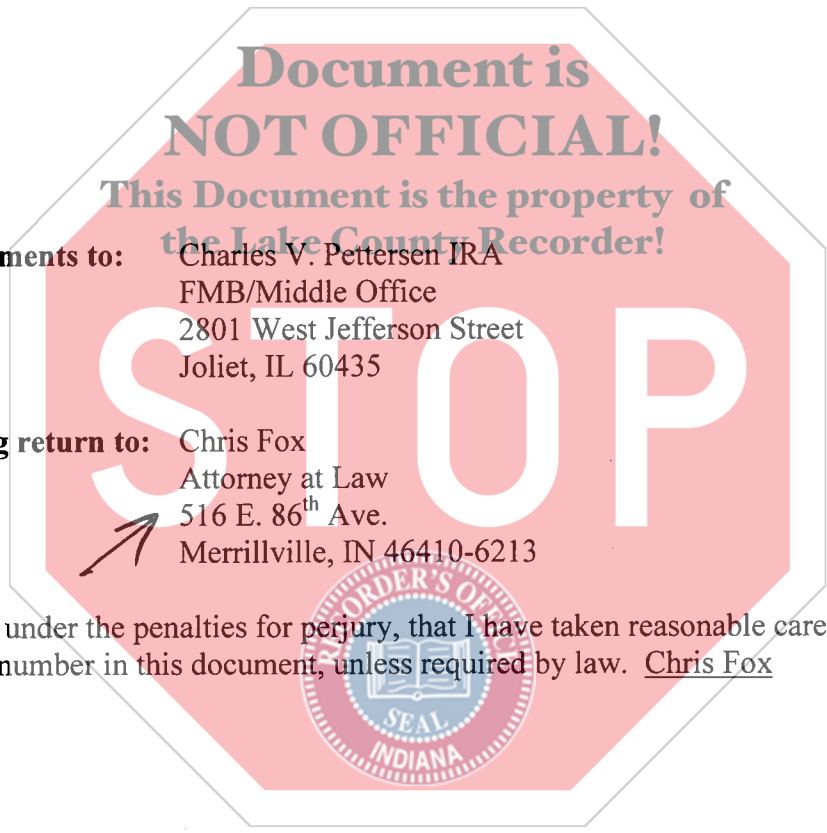 Document is
NOT OFFICIAL!
This Document is the property of
the Lake County Recorder!
ments to: Charles V. Pettersen IRA
FMB/Middle Office
2801 West Jefferson Street
Joliet, IL 60435
STOP
g return to: Chris Fox
Attorney at Law
516 E. 86th Ave.
Merrillville, IN 46410-6213
under the penalties for perjury, that I have taken reasonable care
number in this document, unless required by law. Chris Fox
RECORDER'S OFFICE
SEAL
INDIANA